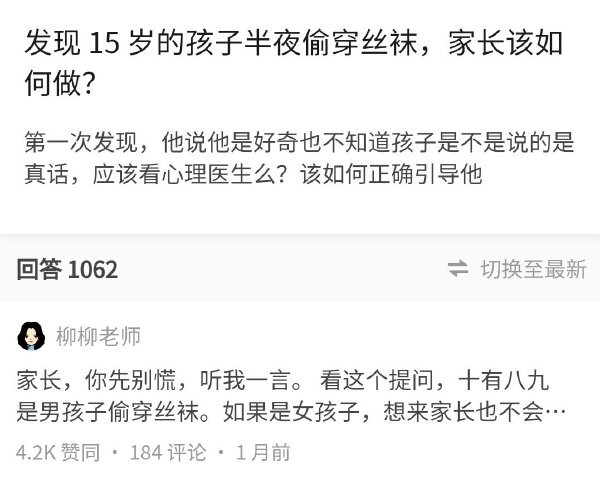 发现 15 岁的孩子半夜偷穿丝袜，家长该如
何做？
第一次发现，他说他是好奇也不知道孩子是不是说的是
真话，应该看心理医生么？该如何正确引导他
回答 1062
切换至最新
柳柳老师
家长，你先别慌，听我一言。 看这个提问，十有八九
是男孩子偷穿丝袜。如果是女孩子，想来家长也不会…
4.2K 赞同 · 184 评论 · 1 月前